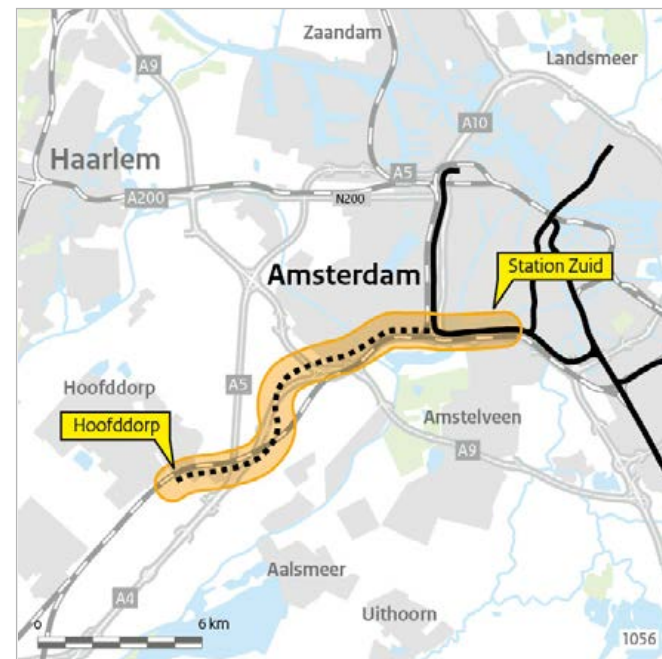 Zaandam
Landsmeer
A9
A10
Haarlem
A5
A200
N200
Station Zuid
Amsterdam
Hoofddorp
A5
Hoofddorp
Amstelveen
A9
Aalsmeer
A4
Uithoorn
0 6 km
1056